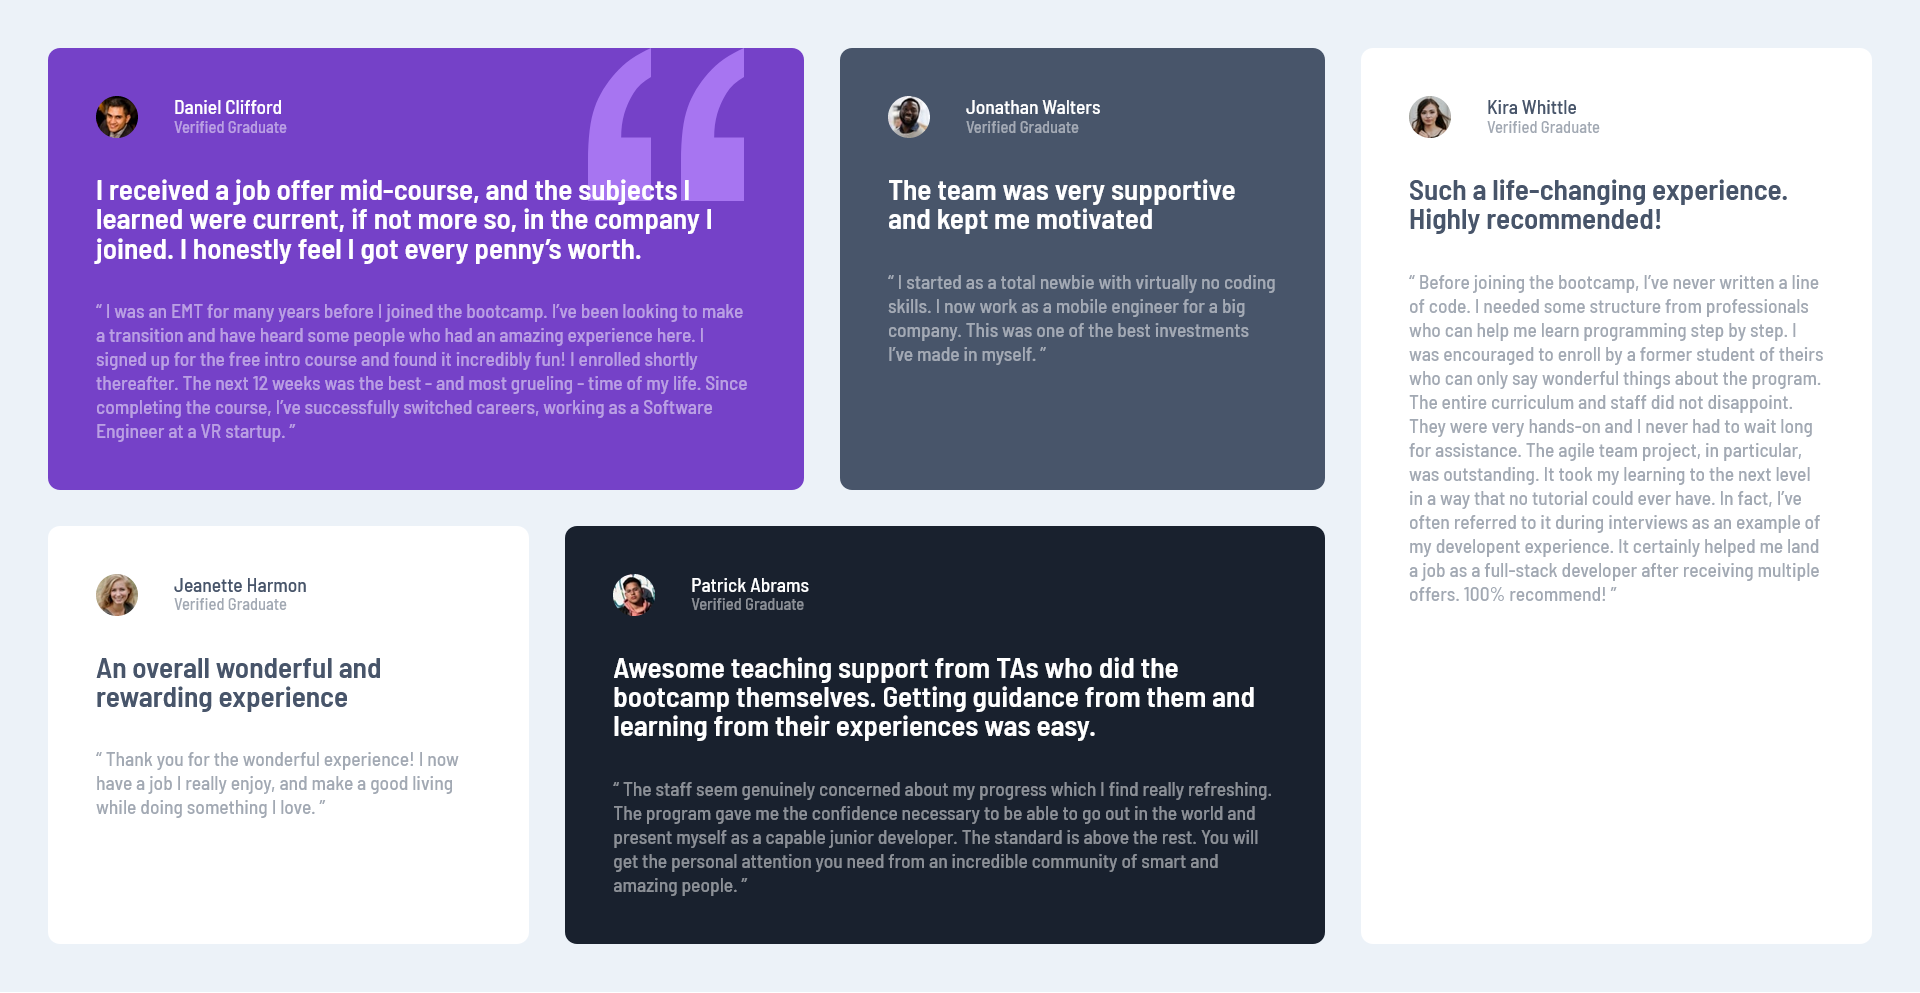 Daniel Clifford
Verified Graduate
I received a job offer mid-course, and the subjects I
learned were current, if not more so, in the company I
joined. I honestly feel I got every penny’s worth.
“ I was an EMT for many years before I joined the bootcamp. I’ve been looking to make
a transition and have heard some people who had an amazing experience here. I
signed up for the free intro course and found it incredibly fun! I enrolled shortly
thereafter. The next 12 weeks was the best - and most grueling - time of my life. Since
completing the course, I’ve successfully switched careers, working as a Software
Engineer at a VR startup. ”
Jonathan Walters
Verified Graduate
The team was very supportive
and kept me motivated
“ I started as a total newbie with virtually no coding
skills. I now work as a mobile engineer for a big
company. This was one of the best investments
I’ve made in myself. ”
Kira Whittle
Verified Graduate
Such a life-changing experience.
Highly recommended!
“ Before joining the bootcamp, I’ve never written a line
of code. I needed some structure from professionals
who can help me learn programming step by step. I
was encouraged to enroll by a former student of theirs
who can only say wonderful things about the program.
The entire curriculum and staff did not disappoint.
They were very hands-on and I never had to wait long
for assistance. The agile team project, in particular,
was outstanding. It took my learning to the next level
in a way that no tutorial could ever have. In fact, I’ve
often referred to it during interviews as an example of
my developent experience. It certainly helped me land
a job as a full-stack developer after receiving multiple
offers. 100% recommend! ”
Jeanette Harmon
Verified Graduate
An overall wonderful and
rewarding experience
“ Thank you for the wonderful experience! I now
have a job I really enjoy, and make a good living
while doing something I love. ”
Patrick Abrams
Verified Graduate
Awesome teaching support from TAs who did the
bootcamp themselves. Getting guidance from them and
learning from their experiences was easy.
“ The staff seem genuinely concerned about my progress which I find really refreshing.
The program gave me the confidence necessary to be able to go out in the world and
present myself as a capable junior developer. The standard is above the rest. You will
get the personal attention you need from an incredible community of smart and
amazing people. ”